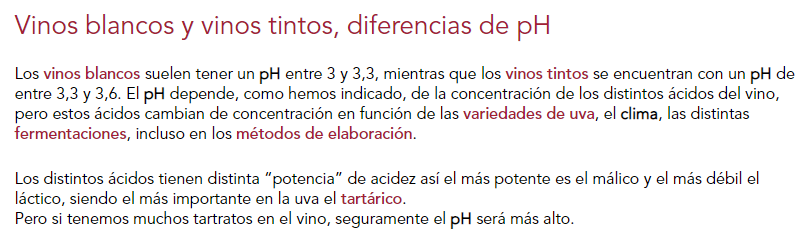 Vinos blancos y vinos tintos, diferencias de pH
Los vinos blancos suelen tener un pH entre 3 y 3,3, mientras que los vinos tintos se encuentran con un pH de
entre 3,3 y 3,6. El pH depende, como hemos indicado, de la concentración de los distintos ácidos del vino,
pero estos ácidos cambian de concentración en función de las variedades de uva, el clima, las distintas
fermentaciones, incluso en los métodos de elaboración.
Los distintos ácidos tienen distinta “potencia” de acidez así el más potente es el málico y el más débil el
láctico, siendo el más importante en la uva el tartárico.
Pero si tenemos muchos tartratos en el vino, seguramente el pH será más alto.